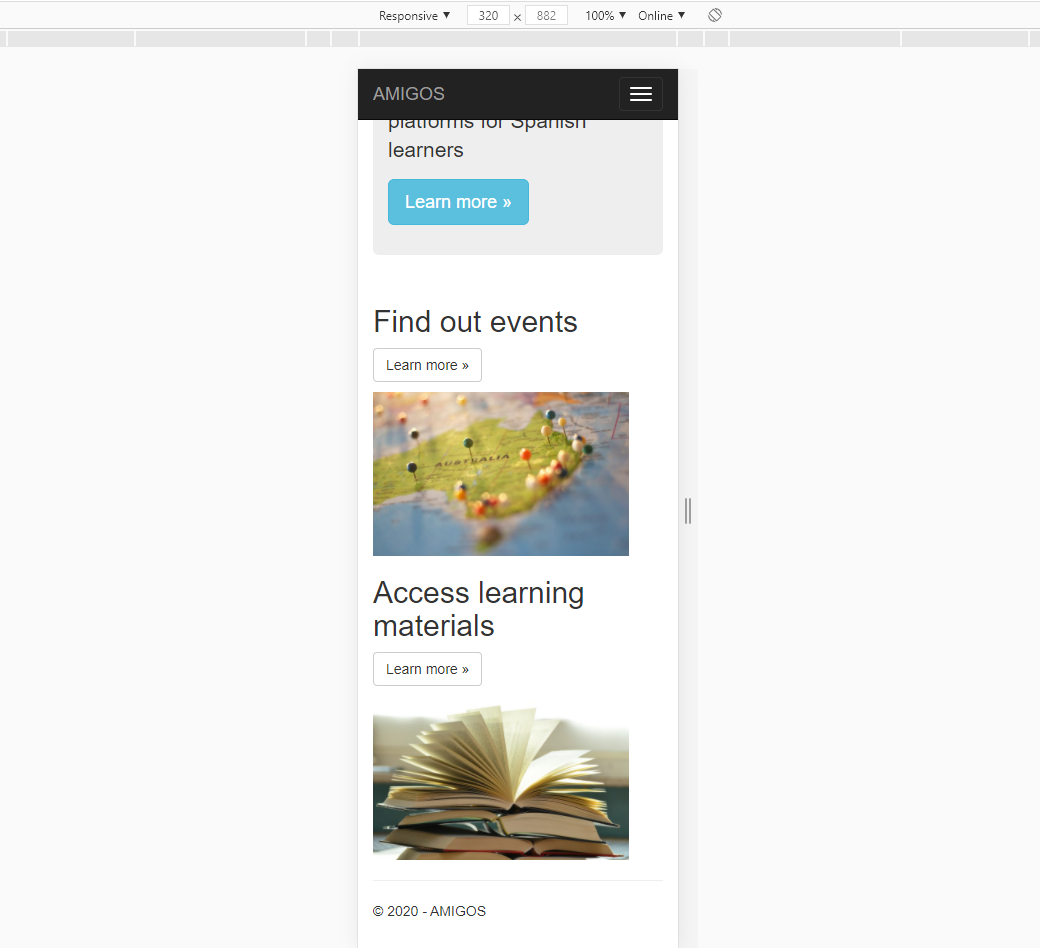 Responsive ▼ 320 × 882 100% ▼ Online ▼
AMIGOS
platforms for Spanish
learners
Learn more »
Find out events
Learn more »
AUSTRALIA
Access learning
materials
Learn more »
© 2020 - AMIGOS